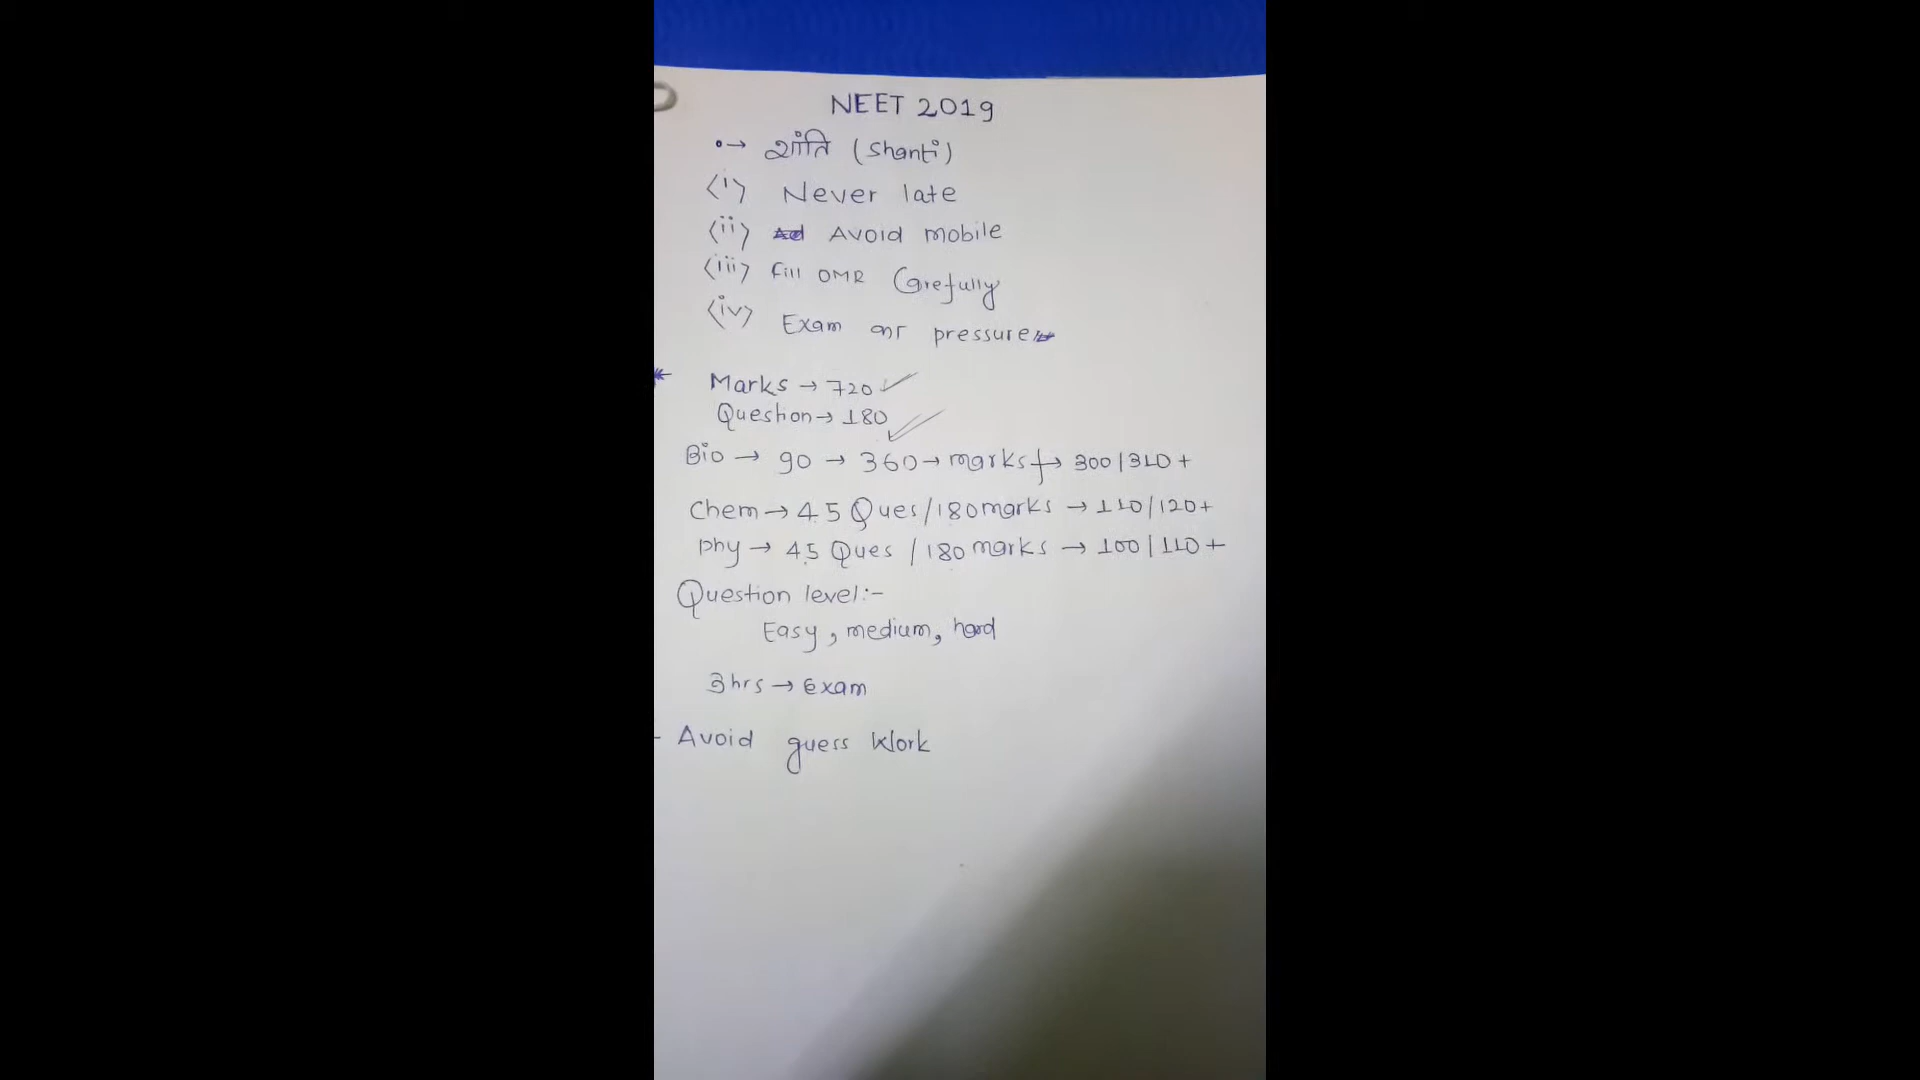 NEET 2019
•→ शांति (Shanti)
<i> Never late
<ii> Avoid mobile
<iii> Fill OMR Carefully
<iv> Exam का pressure
Marks → 720 ✓
Question → 180
Bio → 90 → 360 → marks → 300/310+
Chem → 45 Ques/180 marks → 110/120+
Phy → 45 Ques/180 marks → 100/110+
Question level:-
Easy, medium, hard
3 hrs → exam
- Avoid guess Work